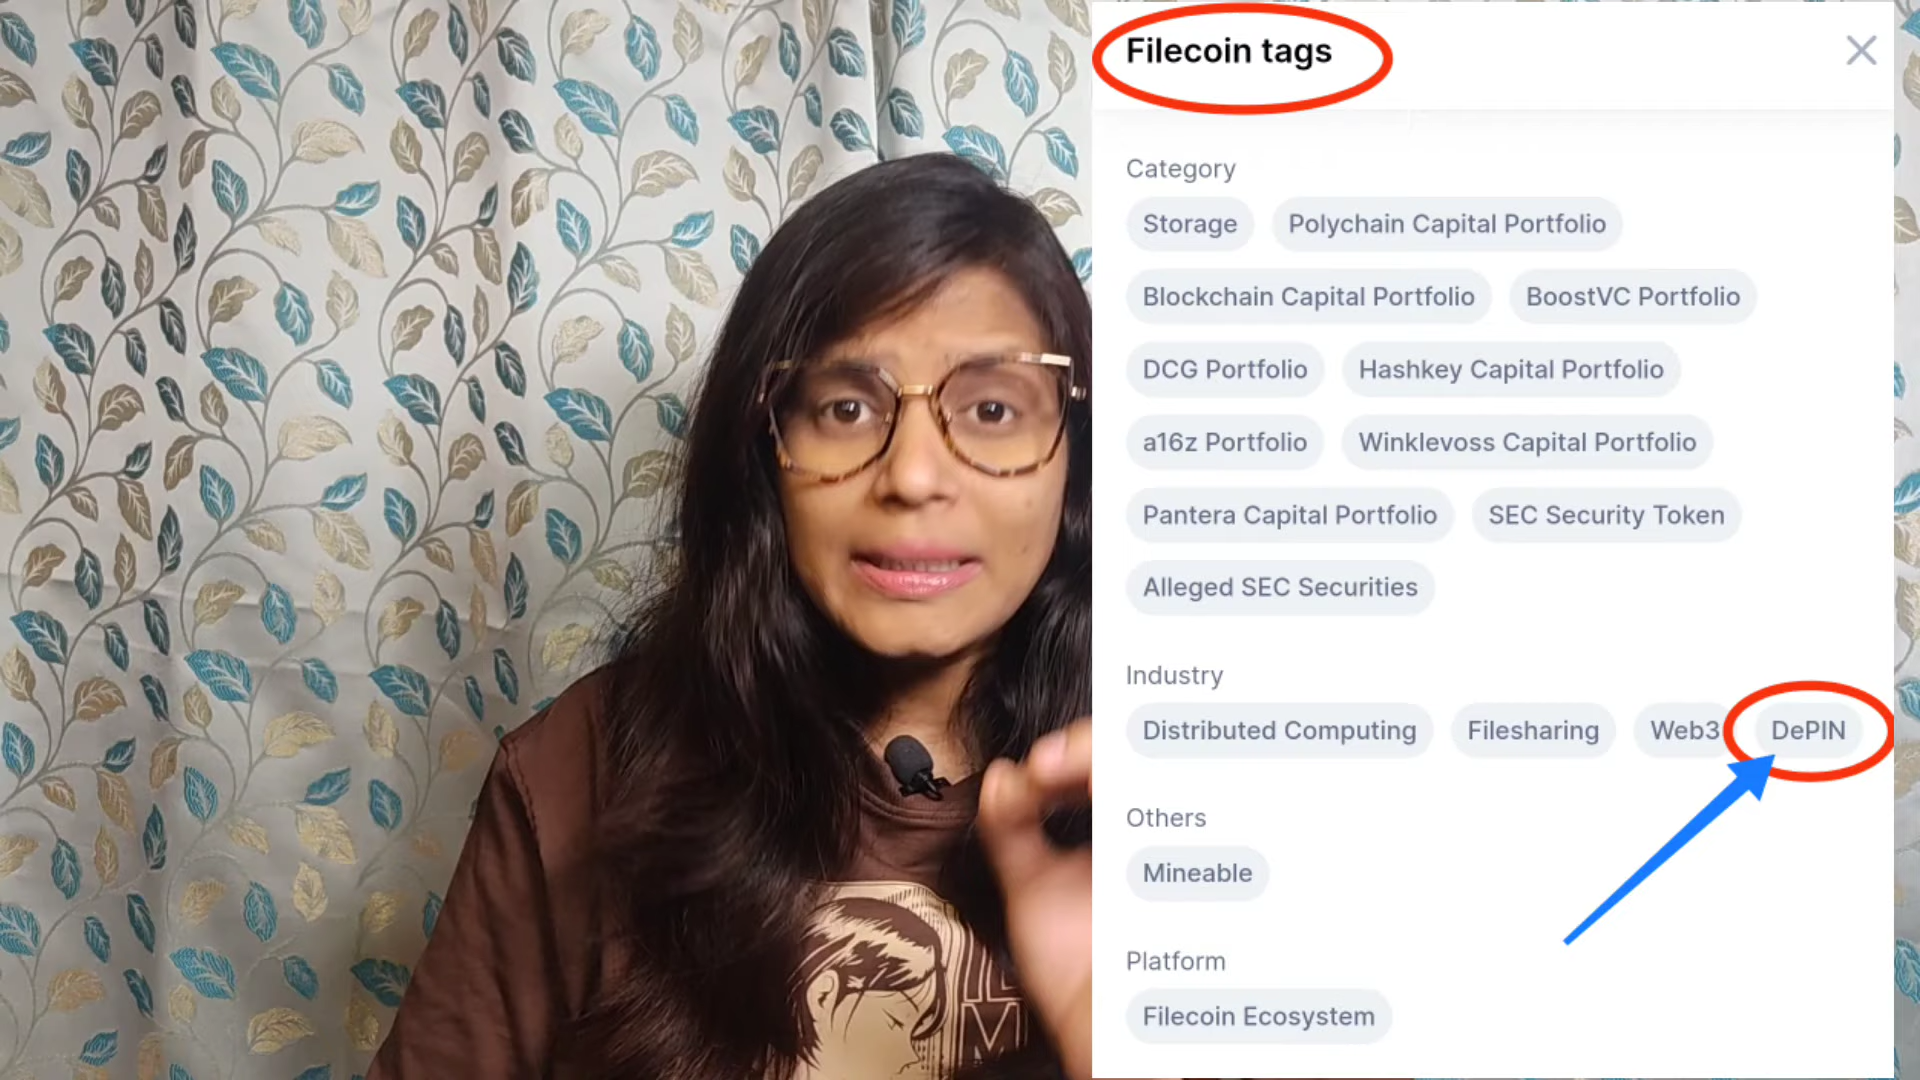 Filecoin tags
Category
Storage Polychain Capital Portfolio
Blockchain Capital Portfolio BoostVC Portfolio
DCG Portfolio Hashkey Capital Portfolio
a16z Portfolio Winklevoss Capital Portfolio
Pantera Capital Portfolio SEC Security Token
Alleged SEC Securities
Industry
Distributed Computing Filesharing Web3 DePIN
Others
Mineable
Platform
Filecoin Ecosystem